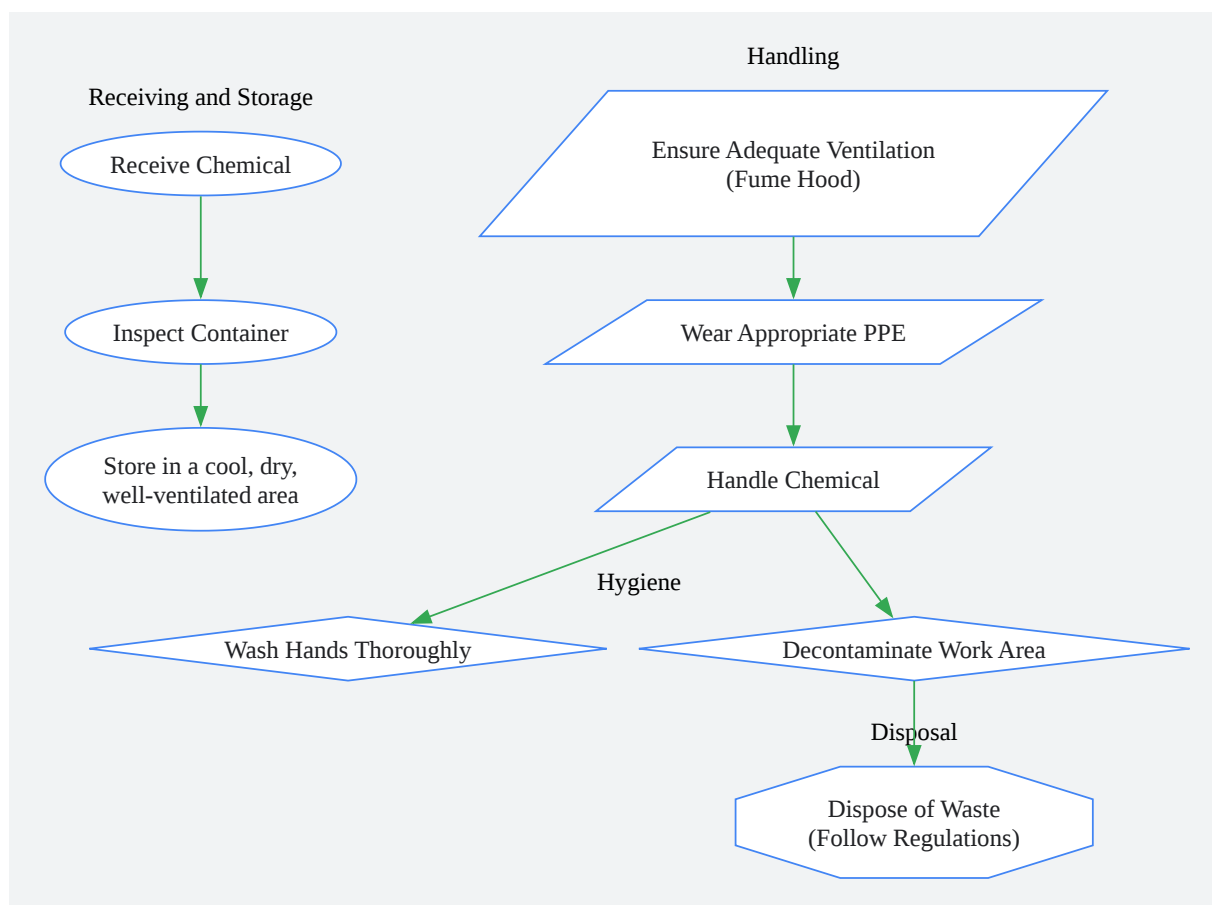 Receiving and Storage
Receive Chemical
Inspect Container
Store in a cool, dry,
well-ventilated area
Handling
Ensure Adequate Ventilation
(Fume Hood)
Wear Appropriate PPE
Handle Chemical
Hygiene
Wash Hands Thoroughly
Decontaminate Work Area
Disposal
Dispose of Waste
(Follow Regulations)